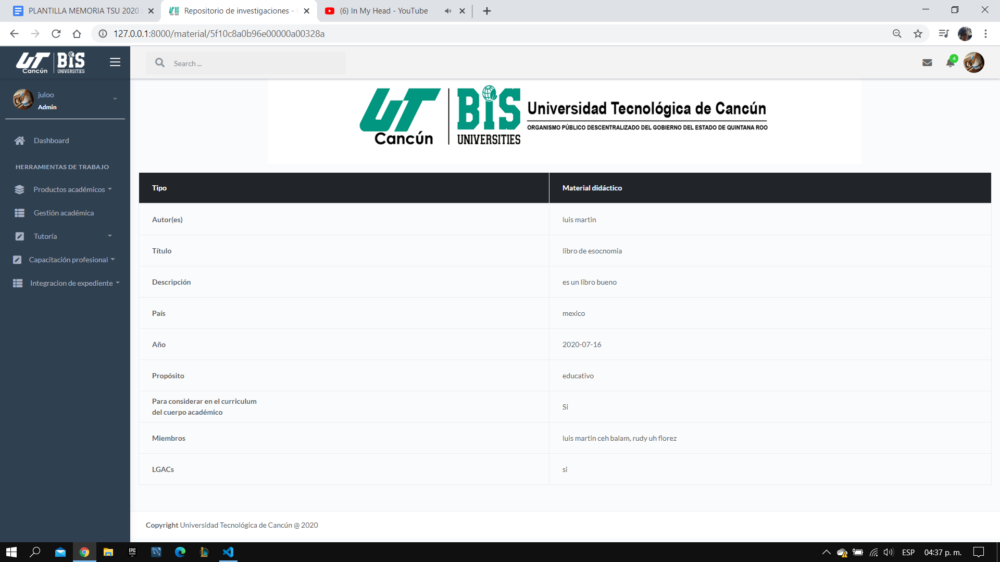 PLANTILLA MEMORIA TSU 2020
Repositorio de investigaciones -
(6) In My Head - YouTube
127.0.0.1:8000/material/5f10c8a0b96e00000a00328a
UT Cancún BIS UNIVERSITIES
Search ...
4
juloo
Admin
Dashboard
HERRAMIENTAS DE TRABAJO
Productos académicos
Gestión académica
Tutoría
Capacitación profesional
Integracion de expediente
UT Cancún
BIS UNIVERSITIES
Universidad Tecnológica de Cancún
ORGANISMO PÚBLICO DESCENTRALIZADO DEL GOBIERNO DEL ESTADO DE QUINTANA ROO
Tipo Material didáctico
Autor(es) luis martin
Título libro de esocnomia
Descripción es un libro bueno
País mexico
Año 2020-07-16
Propósito educativo
Para considerar en el curriculum
del cuerpo académico Si
Miembros luis martin ceh balam, rudy uh florez
LGACs si
Copyright Universidad Tecnológica de Cancún @ 2020
EPIC GAMES
ESP 04:37 p. m.